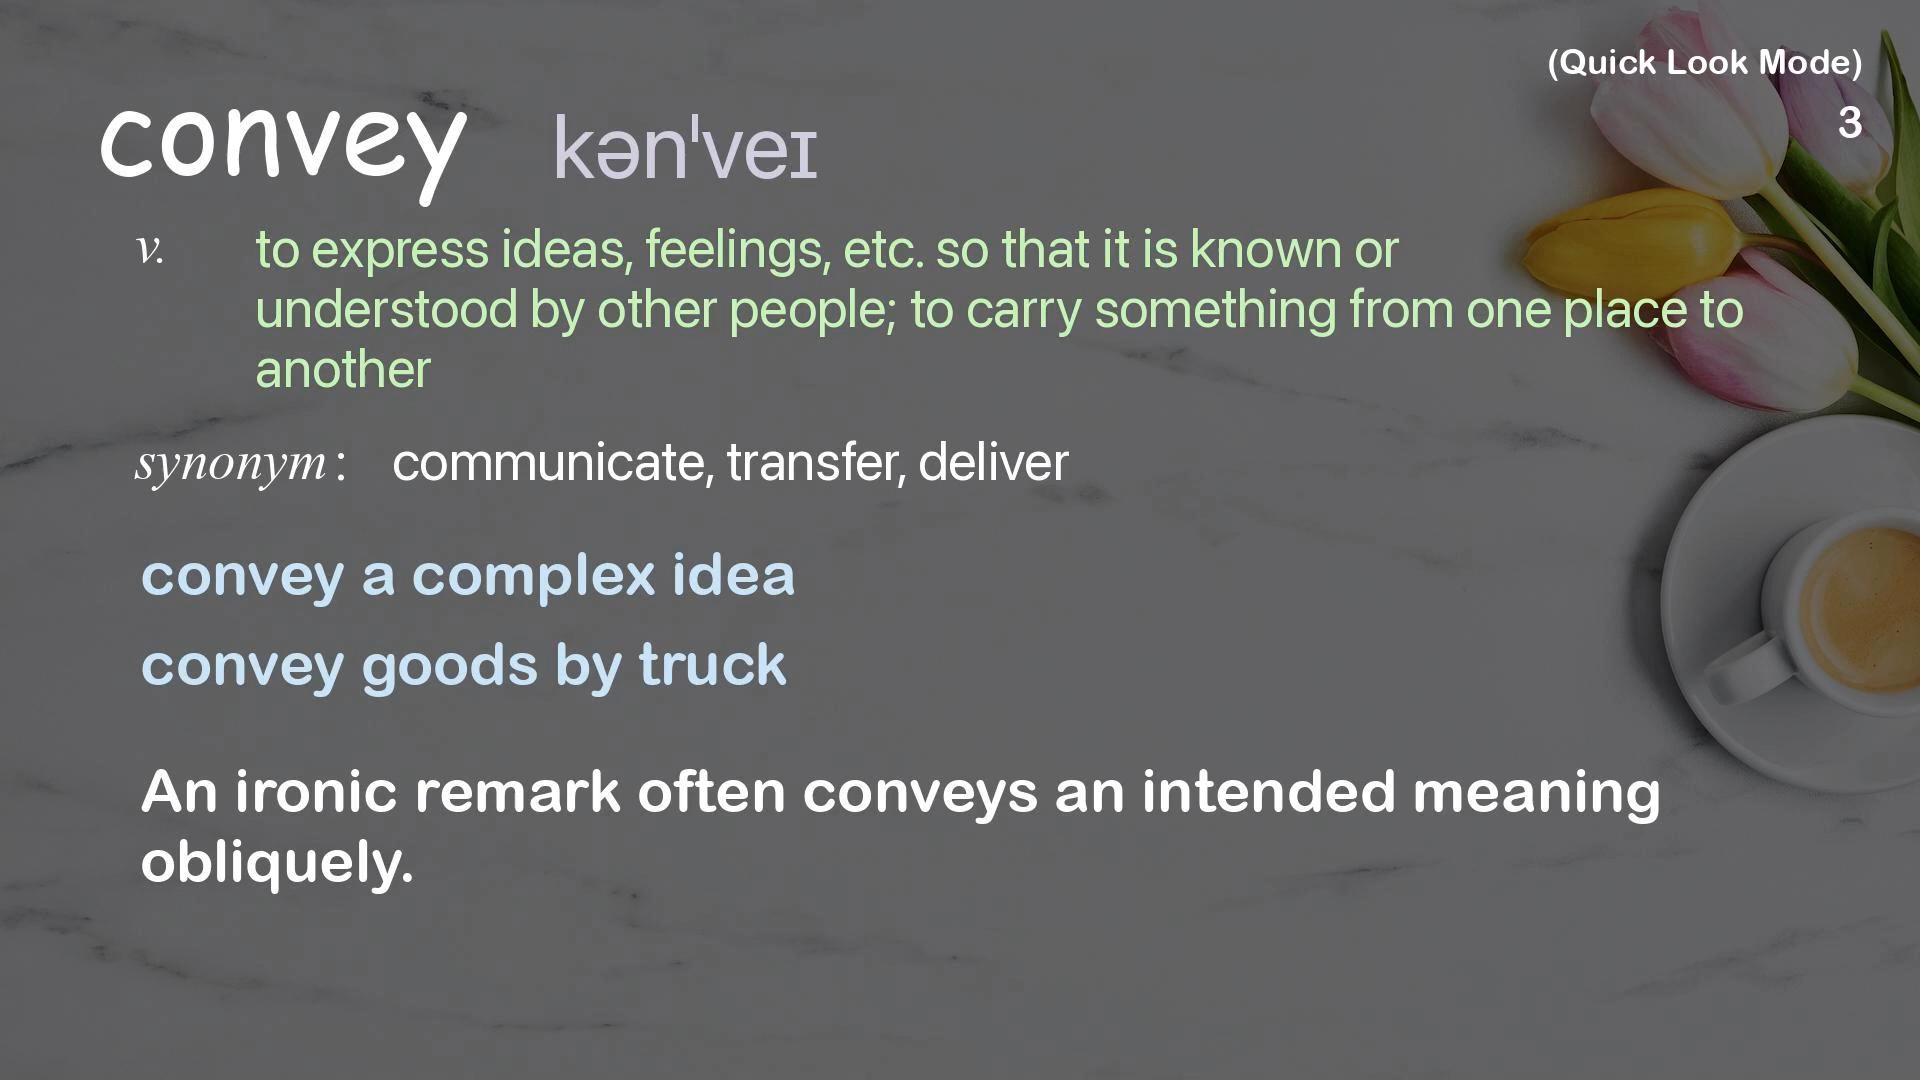 (Quick Look Mode)
3
convey kən'veɪ
v. to express ideas, feelings, etc. so that it is known or
understood by other people; to carry something from one place to
another
synonym: communicate, transfer, deliver
convey a complex idea
convey goods by truck
An ironic remark often conveys an intended meaning
obliquely.